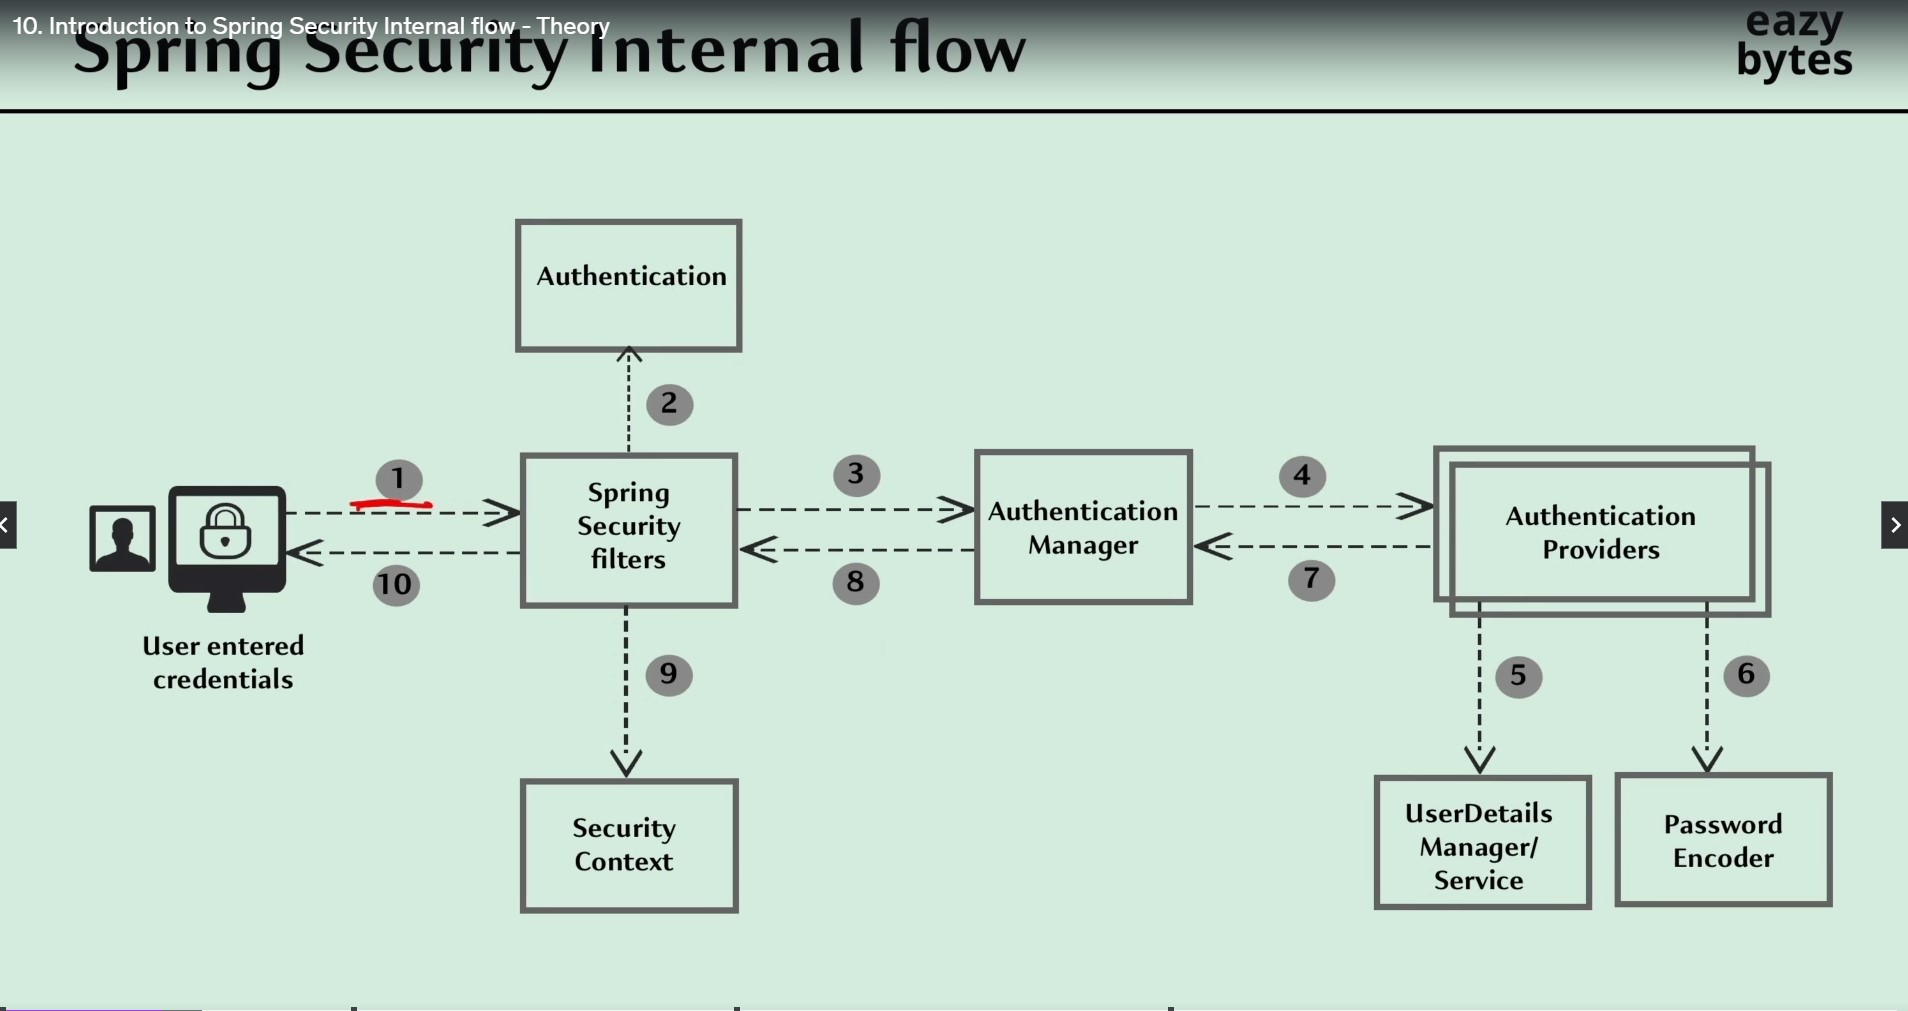 10. Introduction to Spring Security Internal flow - Theory
Spring Security Internal flow
eazy
bytes
Authentication
2
1
3
4
Spring
Security
filters
Authentication
Manager
Authentication
Providers
10
8
7
User entered
credentials
9
5
6
Security
Context
UserDetails
Manager/
Service
Password
Encoder